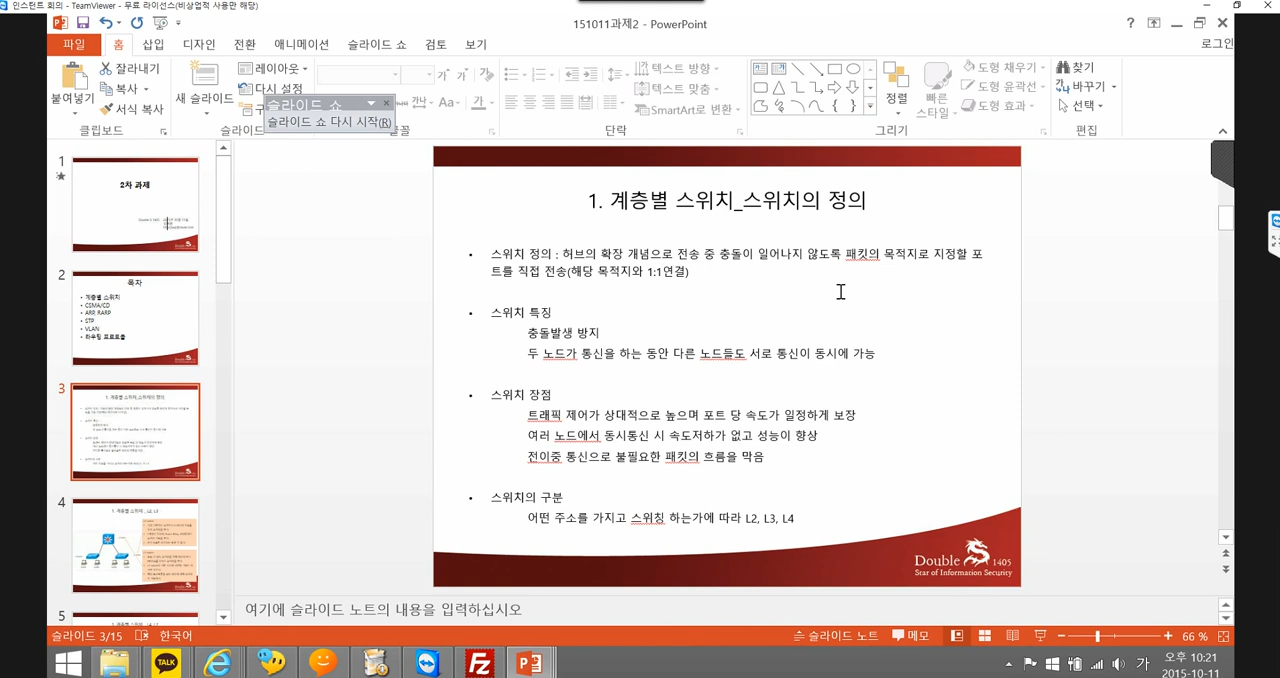 인스턴트 회의 - TeamViewer - 무료 라이선스(비상업적 사용만 해당)
151011과제2 - PowerPoint
파일 홈 삽입 디자인 전환 애니메이션 슬라이드 쇼 검토 보기
로그인
붙여넣기
잘라내기
복사
서식 복사
클립보드
새 슬라이드
레이아웃
다시 설정
구
슬라이드
슬라이드 쇼
슬라이드 쇼 다시 시작(R)
꼴
텍스트 방향
텍스트 맞춤
SmartArt로 변환
단락
정렬
빠른 스타일
도형 채우기
도형 윤곽선
도형 효과
그리기
찾기
바꾸기
선택
편집
1
2차 과제
2
목차
계층별 스위치
CSMA/CD
ARP, RARP
STP
VLAN
라우팅 프로토콜
3
1. 계층별 스위치_스위치의 정의
4
1. 계층별 스위치 _ L2, L3
5
1. 계층별 스위치_스위치의 정의
• 스위치 정의 : 허브의 확장 개념으로 전송 중 충돌이 일어나지 않도록 패킷의 목적지로 지정할 포
트를 직접 전송(해당 목적지와 1:1연결)
• 스위치 특징
충돌발생 방지
두 노드가 통신을 하는 동안 다른 노드들도 서로 통신이 동시에 가능
• 스위치 장점
트래픽 제어가 상대적으로 높으며 포트 당 속도가 일정하게 보장
여러 노드에서 동시통신 시 속도저하가 없고 성능이 향상
전이중 통신으로 불필요한 패킷의 흐름을 막음
• 스위치의 구분
어떤 주소를 가지고 스위칭 하는가에 따라 L2, L3, L4
Double S 1405
Star of Information Security
여기에 슬라이드 노트의 내용을 입력하십시오
슬라이드 3/15 한국어
슬라이드 노트 메모 66 %
TALK
가
오후 10:21
2015-10-11